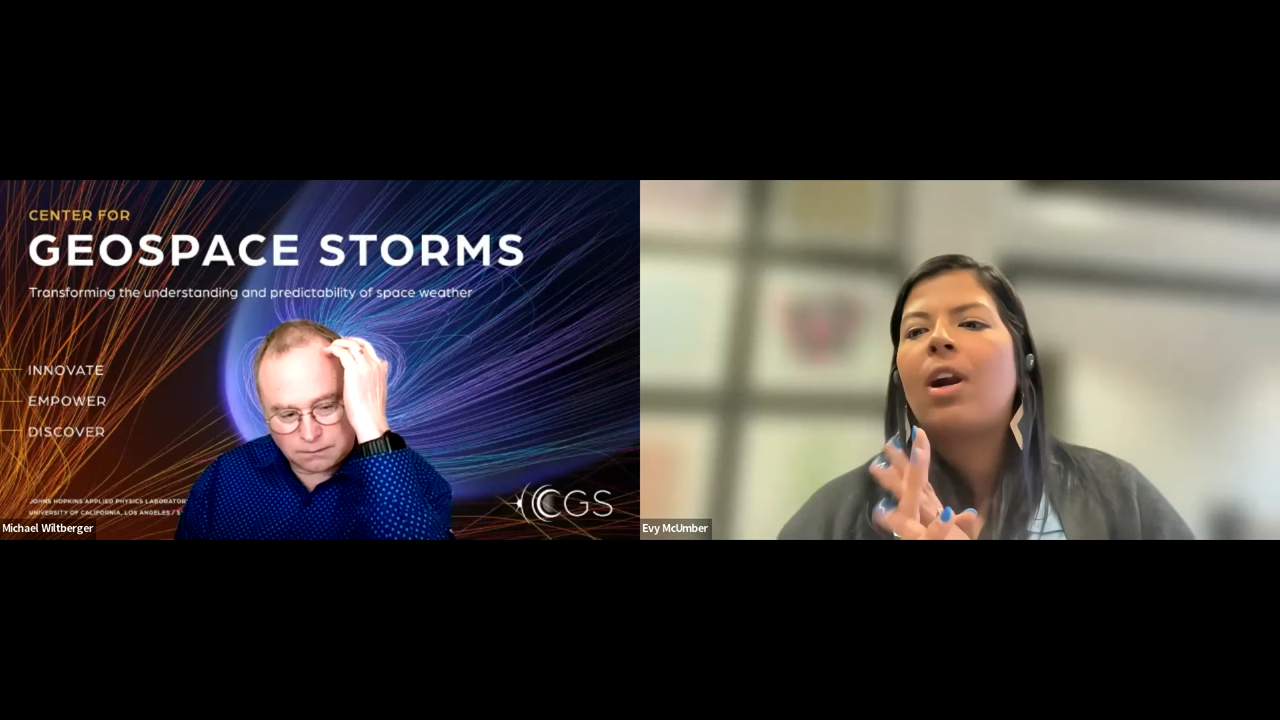 CENTER FOR
GEOSPACE STORMS
Transforming the understanding and predictability of space weather
INNOVATE
EMPOWER
DISCOVER
JOHNS HOPKINS APPLIED PHYSICS LABORATOR
UNIVERSITY OF CALIFORNIA, LOS ANGELES / S
CGS
Michael Wiltberger
Evy McUmber